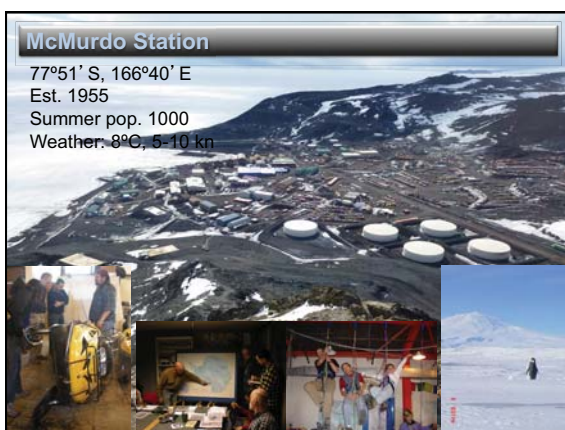 McMurdo Station
77º51’ S, 166º40’ E
Est. 1955
Summer pop. 1000
Weather: 8ºC, 5-10 kn